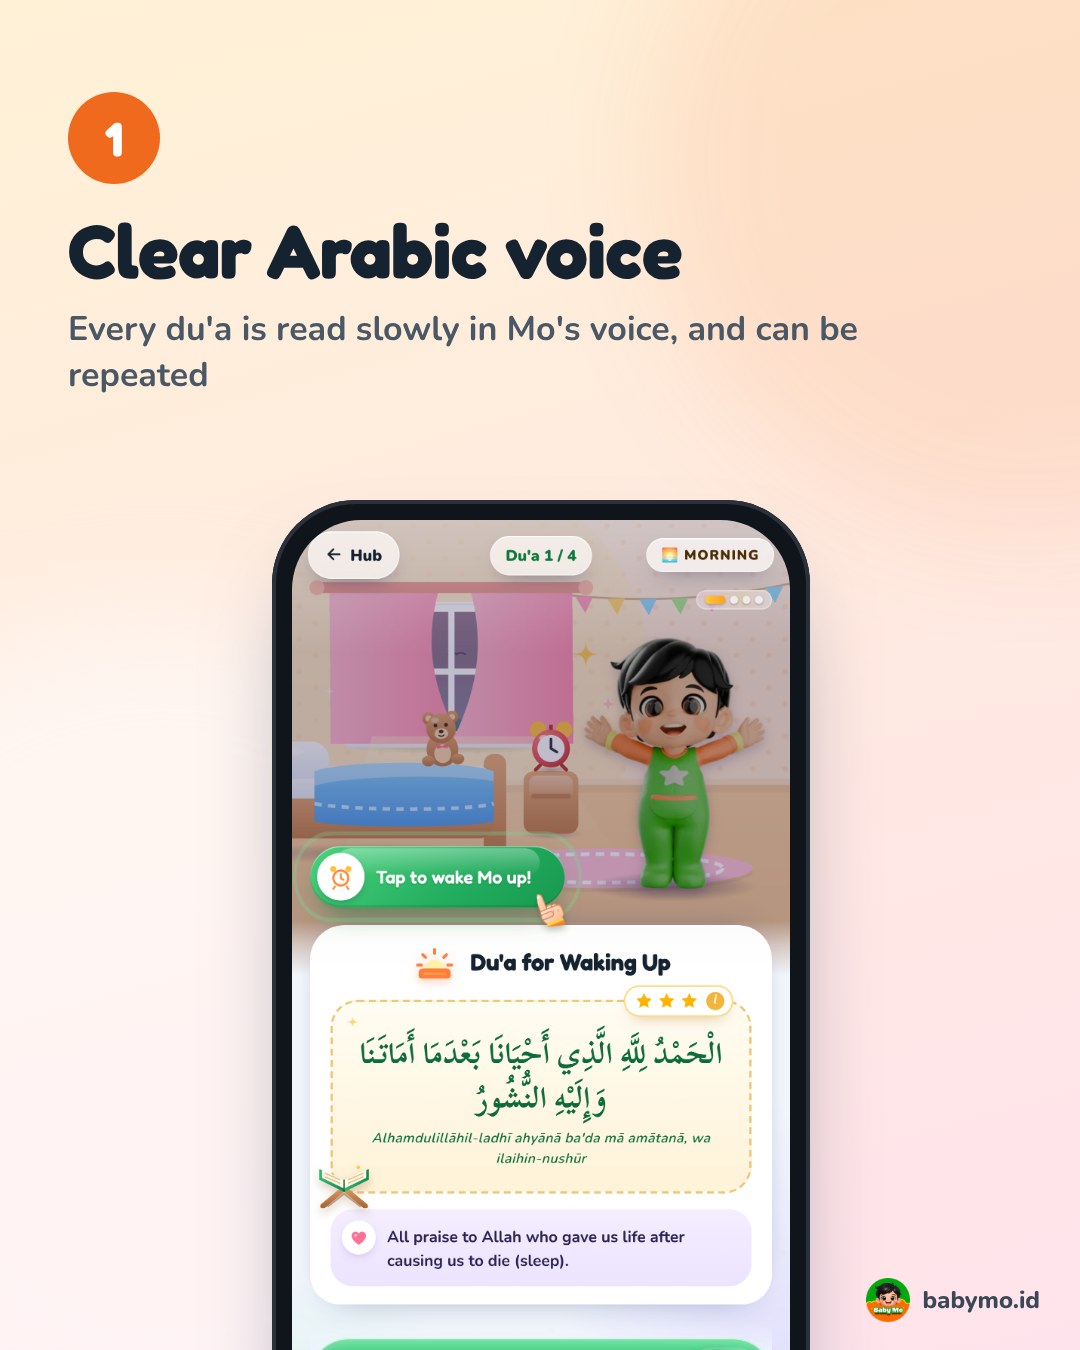 1
Clear Arabic voice
Every du'a is read slowly in Mo's voice, and can be
repeated
← Hub
Du'a 1 / 4
MORNING
Tap to wake Mo up!
Du'a for Waking Up
i
الْحَمْدُ لِلَّهِ الَّذِي أَحْيَانَا بَعْدَمَا أَمَاتَنَا
وَإِلَيْهِ النُّشُورُ
Alhamdulillāhil-ladhī ahyānā ba'da mā amātanā, wa
ilaihin-nushūr
All praise to Allah who gave us life after
causing us to die (sleep).
Baby Mo
babymo.id